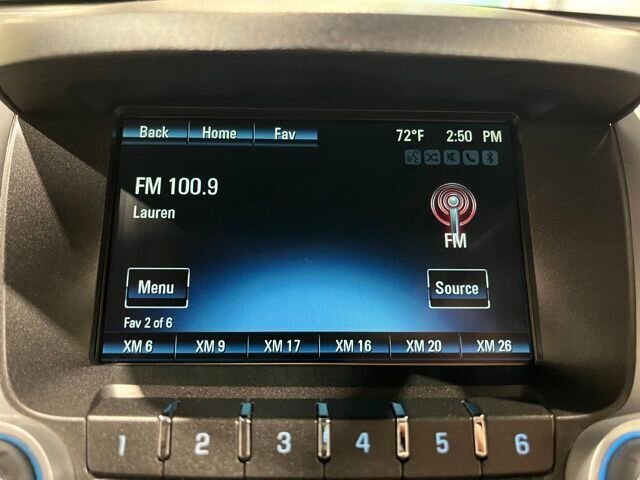 Back Home Fav 72°F 2:50 PM
FM 100.9
Lauren
FM
Menu Source
Fav 2 of 6
XM 6 XM 9 XM 17 XM 16 XM 20 XM 26
1 2 3 4 5 6